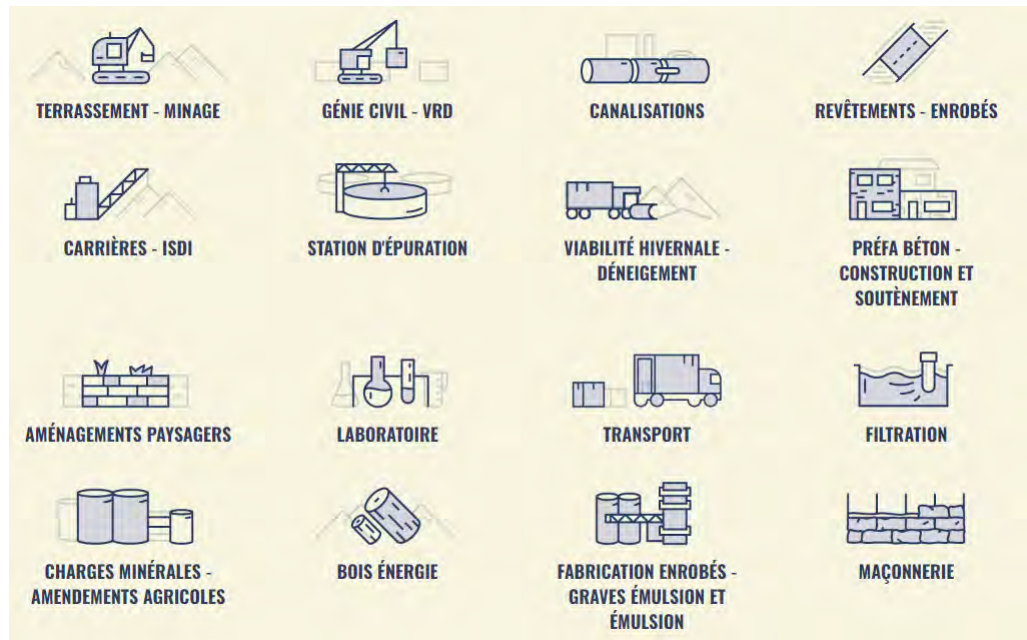 TERRASSEMENT - MINAGE
GÉNIE CIVIL - VRD
CANALISATIONS
REVÊTEMENTS - ENROBÉS
CARRIÈRES - ISDI
STATION D'ÉPURATION
VIABILITÉ HIVERNALE -
DÉNEIGEMENT
PRÉFA BÉTON -
CONSTRUCTION ET
SOUTÈNEMENT
AMÉNAGEMENTS PAYSAGERS
LABORATOIRE
TRANSPORT
FILTRATION
CHARGES MINÉRALES -
AMENDEMENTS AGRICOLES
BOIS ÉNERGIE
FABRICATION ENROBÉS -
GRAVES ÉMULSION ET
ÉMULSION
MAÇONNERIE